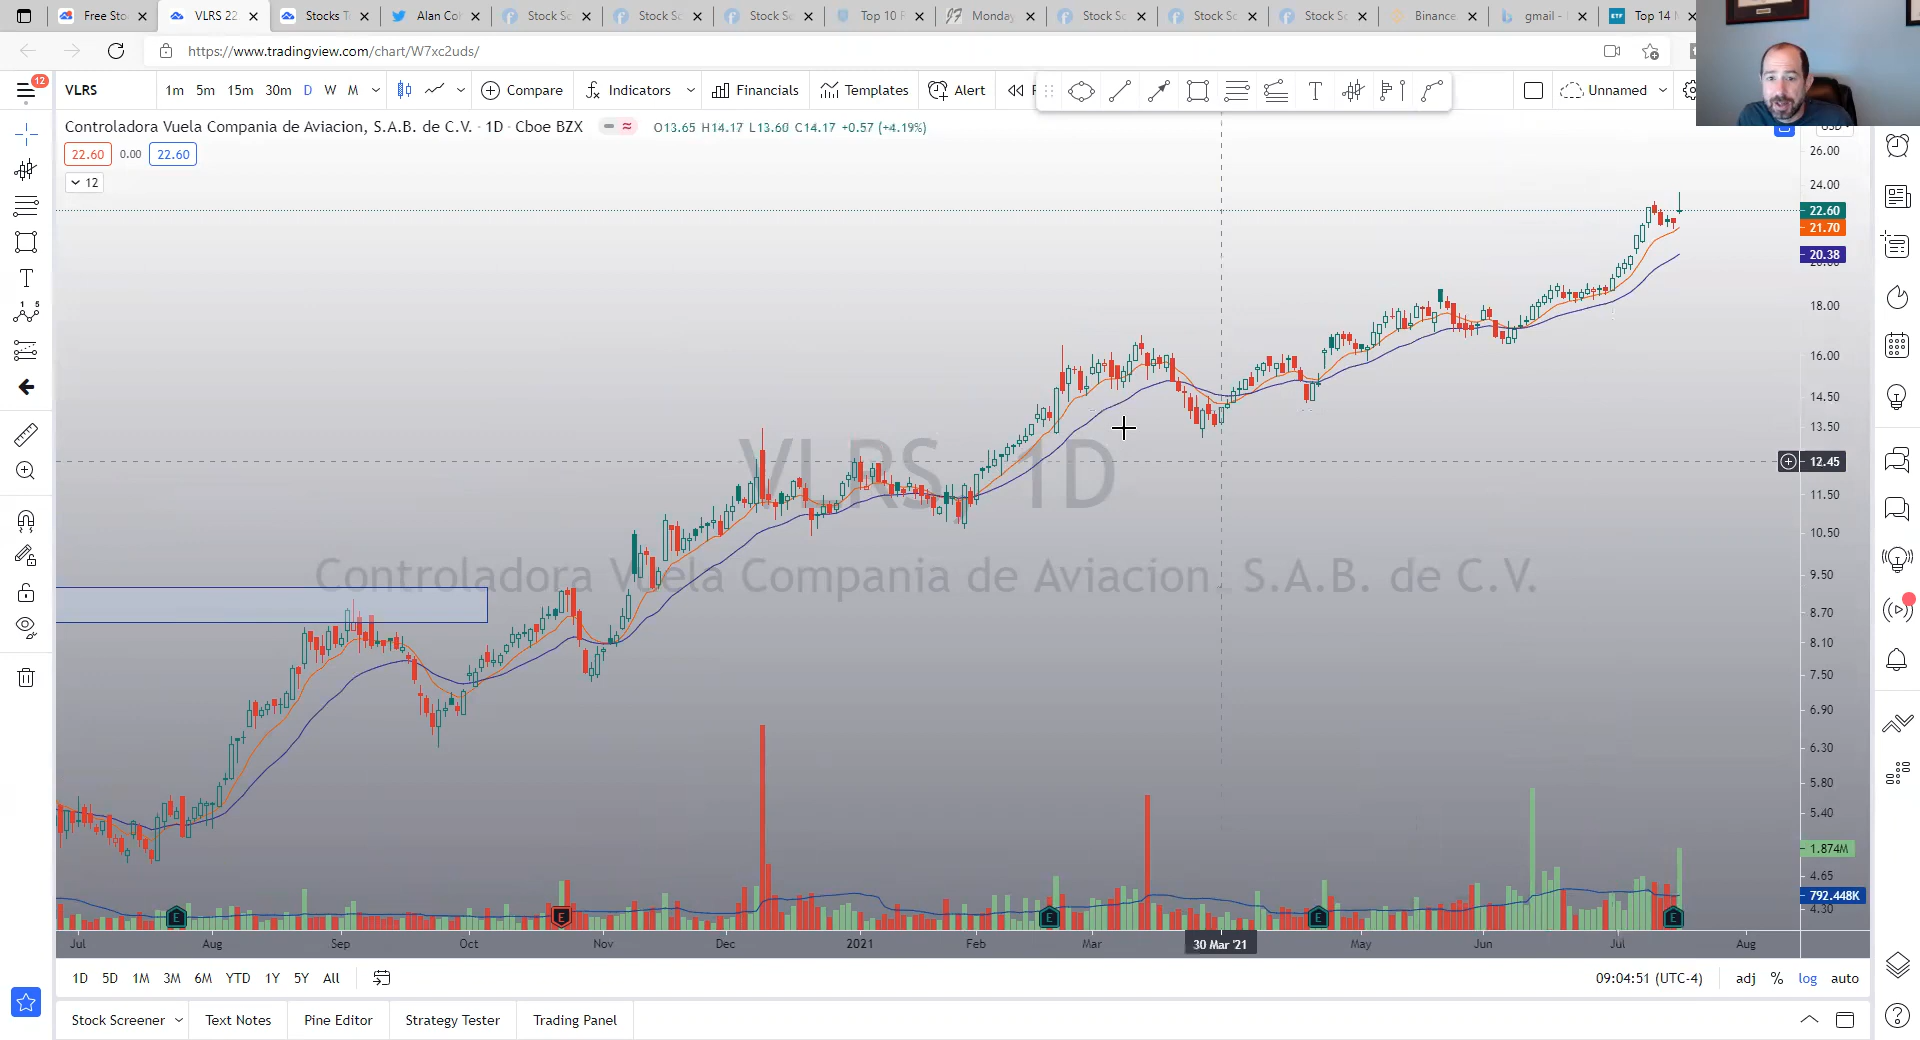 Free Sto
VLRS 22
Stocks T
Alan Col
Stock Sc
Stock Sc
Stock Sc
Top 10 F
Monday
Stock Sc
Stock Sc
Stock Sc
Binance
gmail -
Top 14
https://www.tradingview.com/chart/W7xc2uds/
12
VLRS
1m 5m 15m 30m D W M
Compare
Indicators
Financials
Templates
Alert
T
Unnamed
Controladora Vuela Compania de Aviacion, S.A.B. de C.V. · 1D · Cboe BZX
O13.65 H14.17 L13.60 C14.17 +0.57 (+4.19%)
22.60 0.00 22.60
12
USD
26.00
24.00
22.60
21.70
20.38
18.00
16.00
14.50
13.50
12.45
11.50
10.50
9.50
8.70
8.10
7.50
6.90
6.30
5.80
5.40
1.874M
4.65
792.448K
4.30
VLRS 1D
Controladora Vuela Compania de Aviacion, S.A.B. de C.V.
E E E E E
Jul Aug Sep Oct Nov Dec 2021 Feb Mar 30 Mar '21 May Jun Jul Aug
1D 5D 1M 3M 6M YTD 1Y 5Y All
09:04:51 (UTC-4) adj % log auto
Stock Screener
Text Notes
Pine Editor
Strategy Tester
Trading Panel